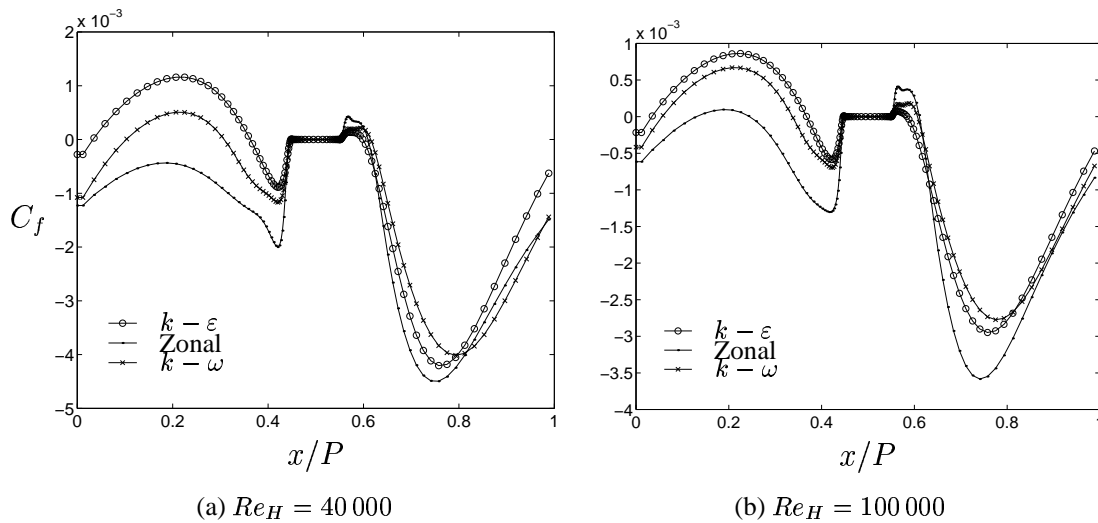 x 10⁻³
2
1
0
−1
−2
−3
−4
−5
C_f
k − ε
Zonal
k − ω
0 0.2 0.4 0.6 0.8 1
x/P
(a) Re_H = 40 000
x 10⁻³
1
0.5
0
−0.5
−1
−1.5
−2
−2.5
−3
−3.5
−4
k − ε
Zonal
k − ω
0 0.2 0.4 0.6 0.8 1
x/P
(b) Re_H = 100 000